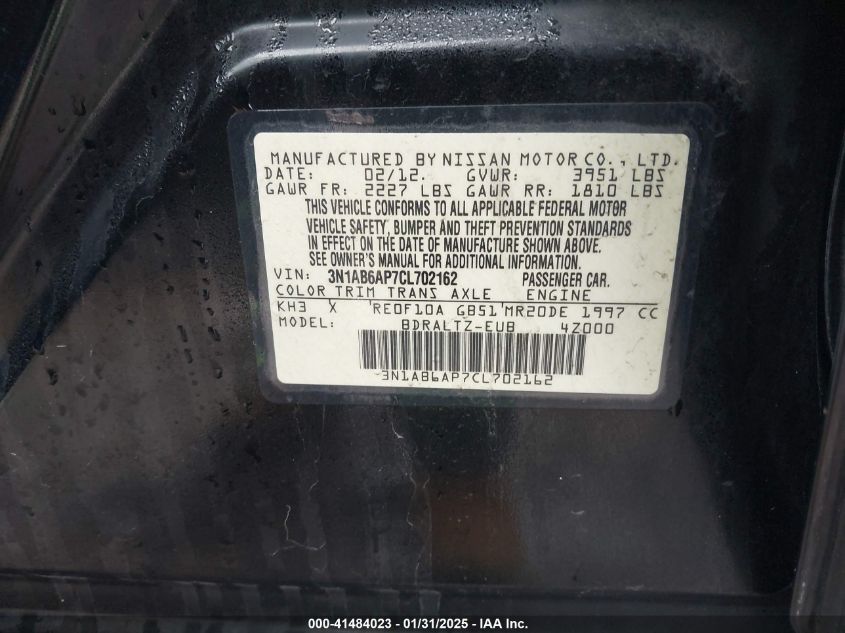 MANUFACTURED BY NISSAN MOTOR CO., LTD.
DATE: 02/12. GVWR: 3951 LBS
GAWR FR: 2227 LBS GAWR RR: 1810 LBS
THIS VEHICLE CONFORMS TO ALL APPLICABLE FEDERAL MOTOR
VEHICLE SAFETY, BUMPER AND THEFT PREVENTION STANDARDS
IN EFFECT ON THE DATE OF MANUFACTURE SHOWN ABOVE.
SEE OWNER'S MANUAL FOR ADDITIONAL INFORMATION.
VIN: 3N1AB6AP7CL702162 PASSENGER CAR.
COLOR TRIM TRANS AXLE ENGINE
KH3 X RE0F10A GB51 MR20DE 1997 CC
MODEL: BDRALTZ-EUB 4Z000
3N1AB6AP7CL702162
000-41484023 - 01/31/2025 - IAA Inc.